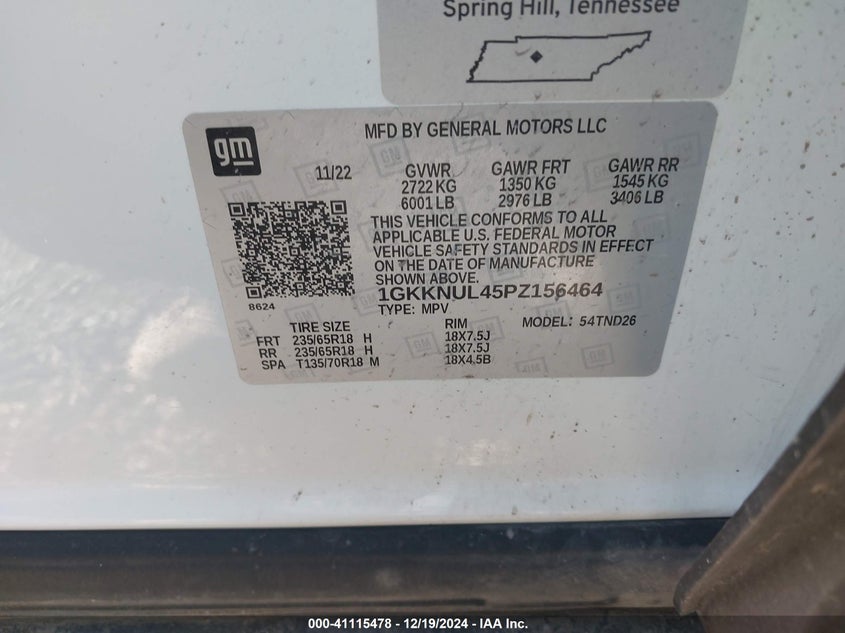 Spring Hill, Tennessee
gm
MFD BY GENERAL MOTORS LLC
11/22 GVWR GAWR FRT GAWR RR
2722 KG 1350 KG 1545 KG
6001 LB 2976 LB 3406 LB
THIS VEHICLE CONFORMS TO ALL
APPLICABLE U.S. FEDERAL MOTOR
VEHICLE SAFETY STANDARDS IN EFFECT
ON THE DATE OF MANUFACTURE
SHOWN ABOVE.
1GKKNUL45PZ156464
8624
TYPE: MPV MODEL: 54TND26
TIRE SIZE RIM
FRT 235/65R18 H 18X7.5J
RR 235/65R18 H 18X7.5J
SPA T135/70R18 M 18X4.5B
000-41115478 - 12/19/2024 - IAA Inc.